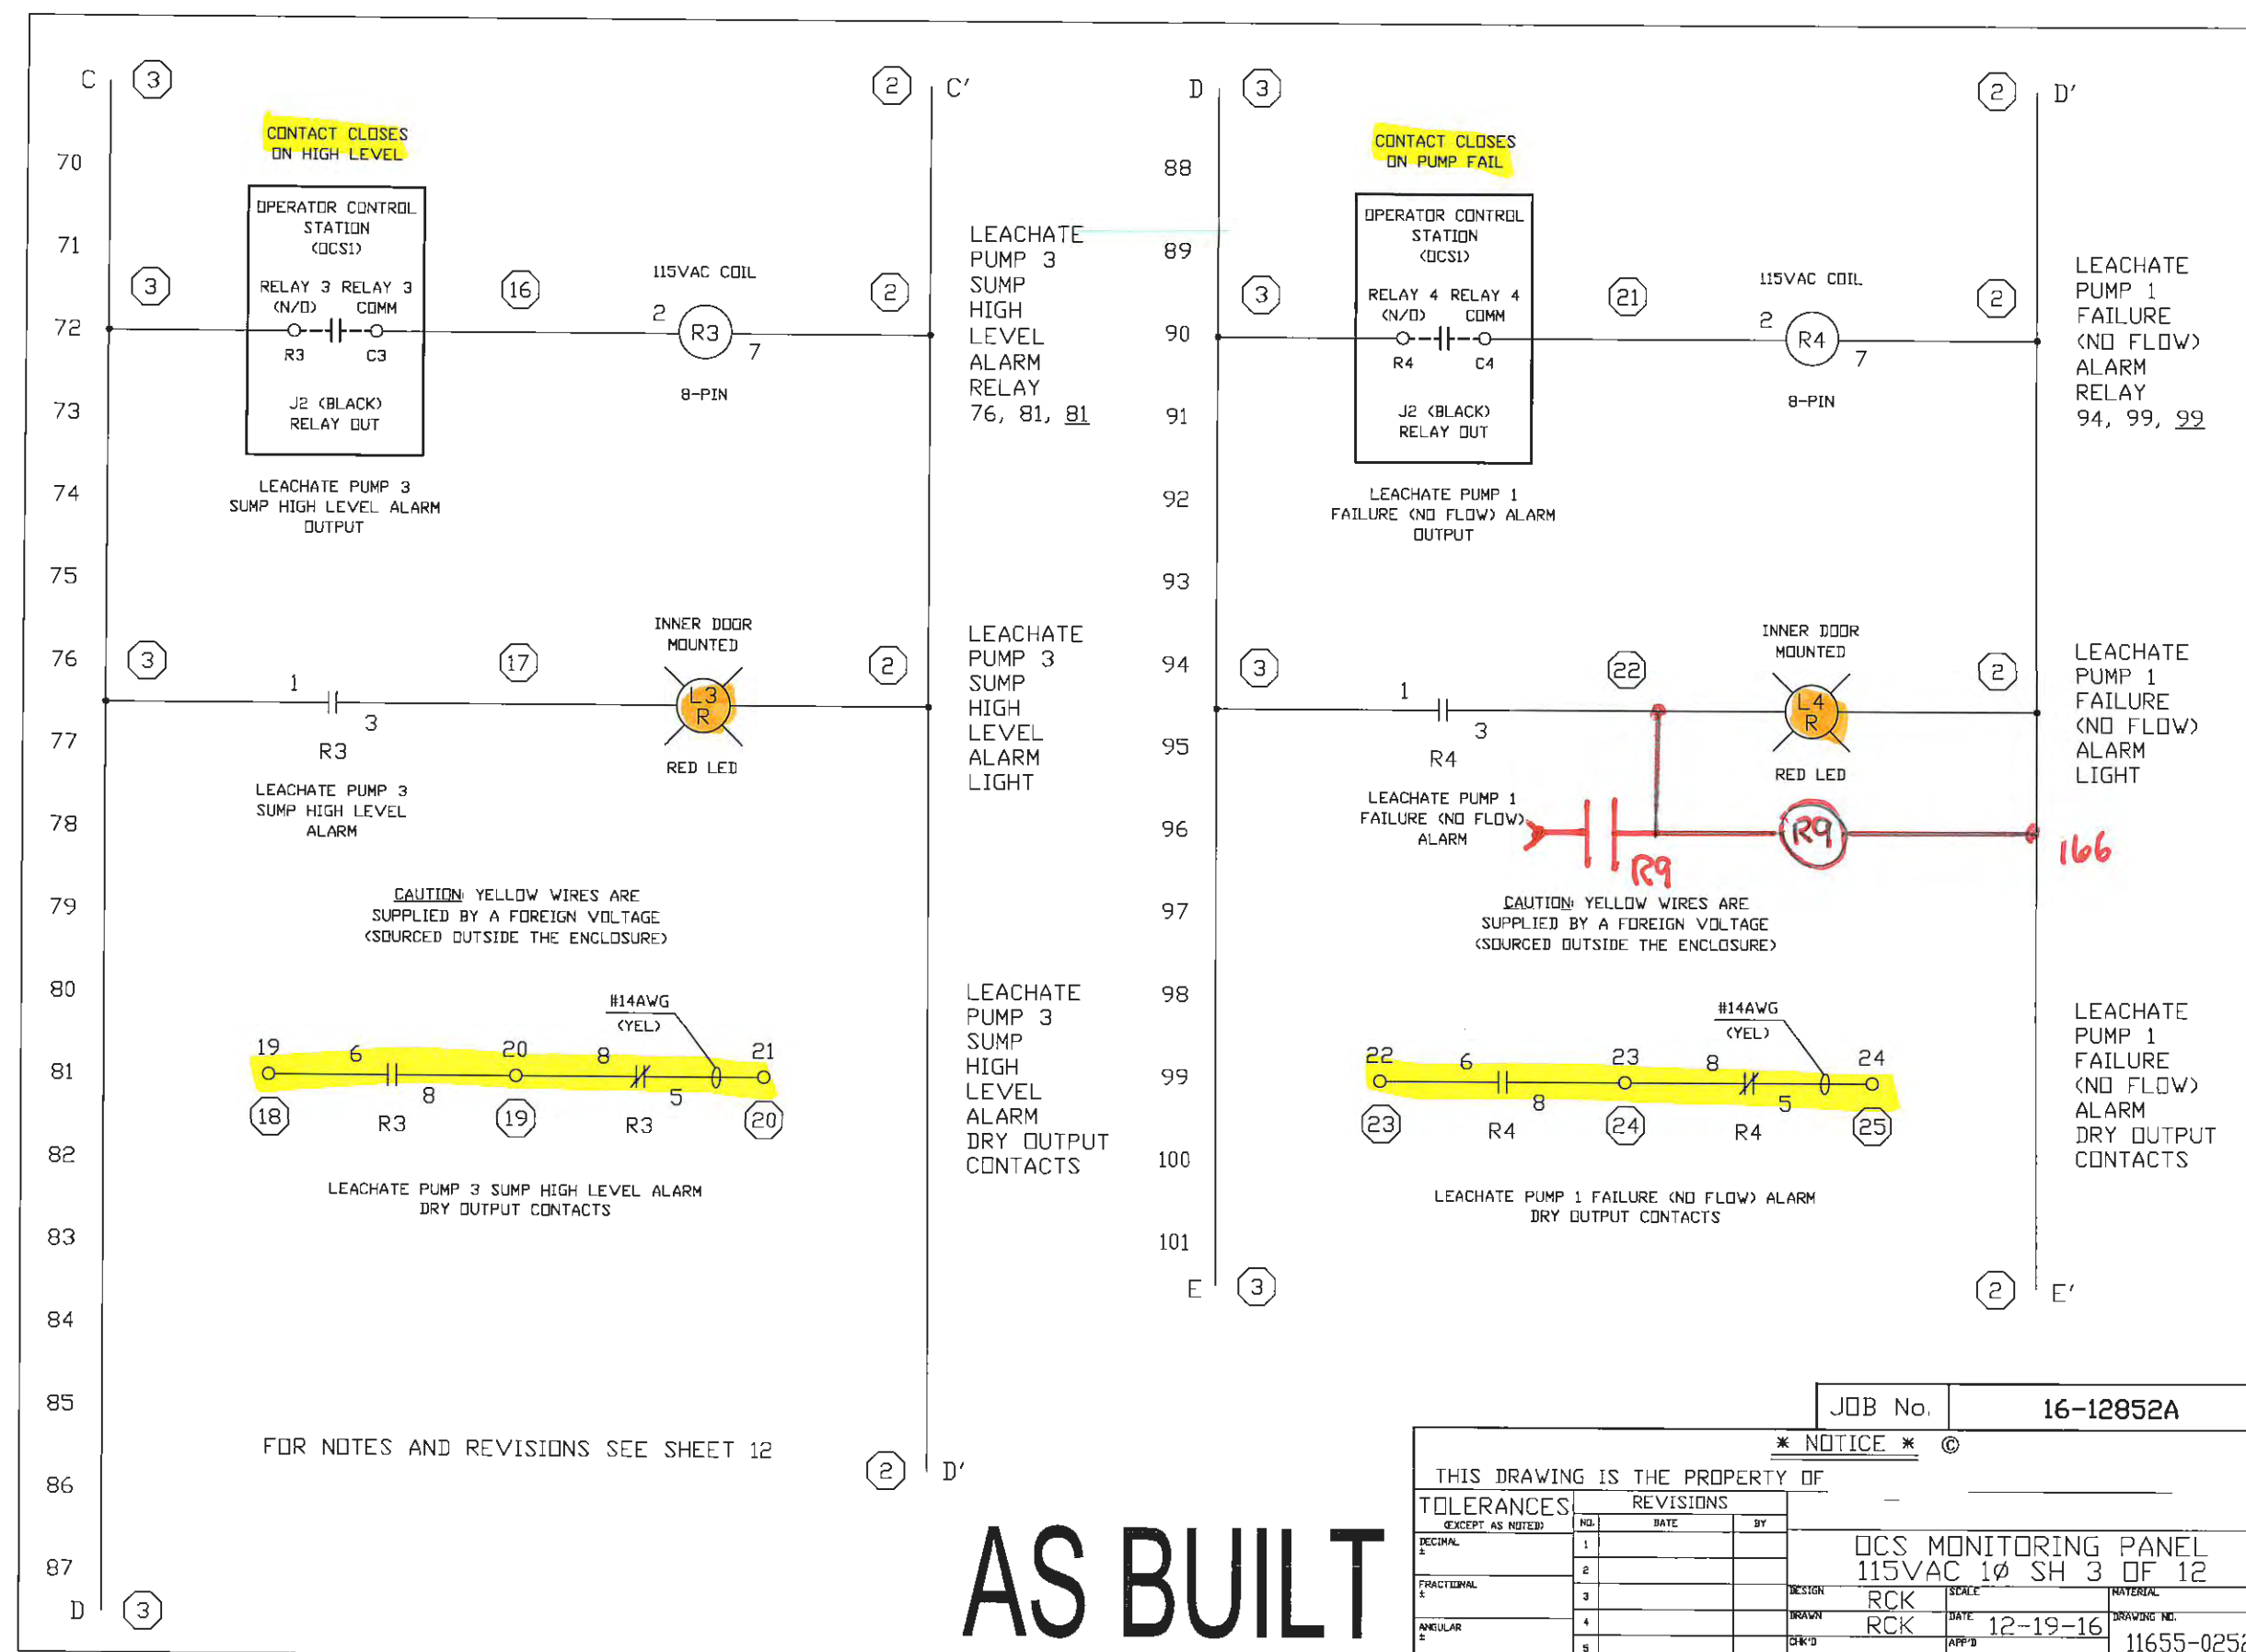 C
3
2
C'
CONTACT CLOSES
ON HIGH LEVEL
70
OPERATOR CONTROL
STATION
(OCS1)
71
RELAY 3 RELAY 3
(N/O) COMM
3
16
115VAC COIL
2
72
2
R3
7
R3 C3
8-PIN
J2 (BLACK)
RELAY OUT
73
LEACHATE
PUMP 3
SUMP
HIGH
LEVEL
ALARM
RELAY
76, 81, 81
LEACHATE PUMP 3
SUMP HIGH LEVEL ALARM
OUTPUT
74
75
INNER DOOR
MOUNTED
76
3
17
2
1
3
R3
L3
R
77
RED LED
LEACHATE PUMP 3
SUMP HIGH LEVEL
ALARM
78
LEACHATE
PUMP 3
SUMP
HIGH
LEVEL
ALARM
LIGHT
79
CAUTION: YELLOW WIRES ARE
SUPPLIED BY A FOREIGN VOLTAGE
(SOURCED OUTSIDE THE ENCLOSURE)
80
#14AWG
(YEL)
81
19 6 20 8 21
8 5
18 R3 19 R3 20
82
LEACHATE PUMP 3 SUMP HIGH LEVEL ALARM
DRY OUTPUT CONTACTS
LEACHATE
PUMP 3
SUMP
HIGH
LEVEL
ALARM
DRY OUTPUT
CONTACTS
83
84
85
FOR NOTES AND REVISIONS SEE SHEET 12
86
2
D'
87
D
3
D
3
2
D'
CONTACT CLOSES
ON PUMP FAIL
88
OPERATOR CONTROL
STATION
(OCS1)
89
RELAY 4 RELAY 4
(N/O) COMM
3
21
115VAC COIL
2
90
2
R4
7
R4 C4
8-PIN
J2 (BLACK)
RELAY OUT
91
LEACHATE
PUMP 1
FAILURE
(NO FLOW)
ALARM
RELAY
94, 99, 99
LEACHATE PUMP 1
FAILURE (NO FLOW) ALARM
OUTPUT
92
93
INNER DOOR
MOUNTED
94
3
22
2
1
3
R4
L4
R
95
RED LED
LEACHATE PUMP 1
FAILURE (NO FLOW)
ALARM
96
R9
R9
166
LEACHATE
PUMP 1
FAILURE
(NO FLOW)
ALARM
LIGHT
97
CAUTION: YELLOW WIRES ARE
SUPPLIED BY A FOREIGN VOLTAGE
(SOURCED OUTSIDE THE ENCLOSURE)
98
#14AWG
(YEL)
99
22 6 23 8 24
8 5
23 R4 24 R4 25
100
LEACHATE PUMP 1 FAILURE (NO FLOW) ALARM
DRY OUTPUT CONTACTS
LEACHATE
PUMP 1
FAILURE
(NO FLOW)
ALARM
DRY OUTPUT
CONTACTS
101
E
3
2
E'
AS BUILT
JOB No. 16-12852A
* NOTICE * ©
THIS DRAWING IS THE PROPERTY OF
TOLERANCES
(EXCEPT AS NOTED)
REVISIONS
NO. DATE BY
DECIMAL
±
1
2
FRACTIONAL
±
3
4
ANGULAR
±
5
OCS MONITORING PANEL
115VAC 1Ø SH 3 OF 12
DESIGN RCK SCALE MATERIAL
DRAWN RCK DATE 12-19-16 DRAWING NO.
CHK'D APP'D 11655-0252